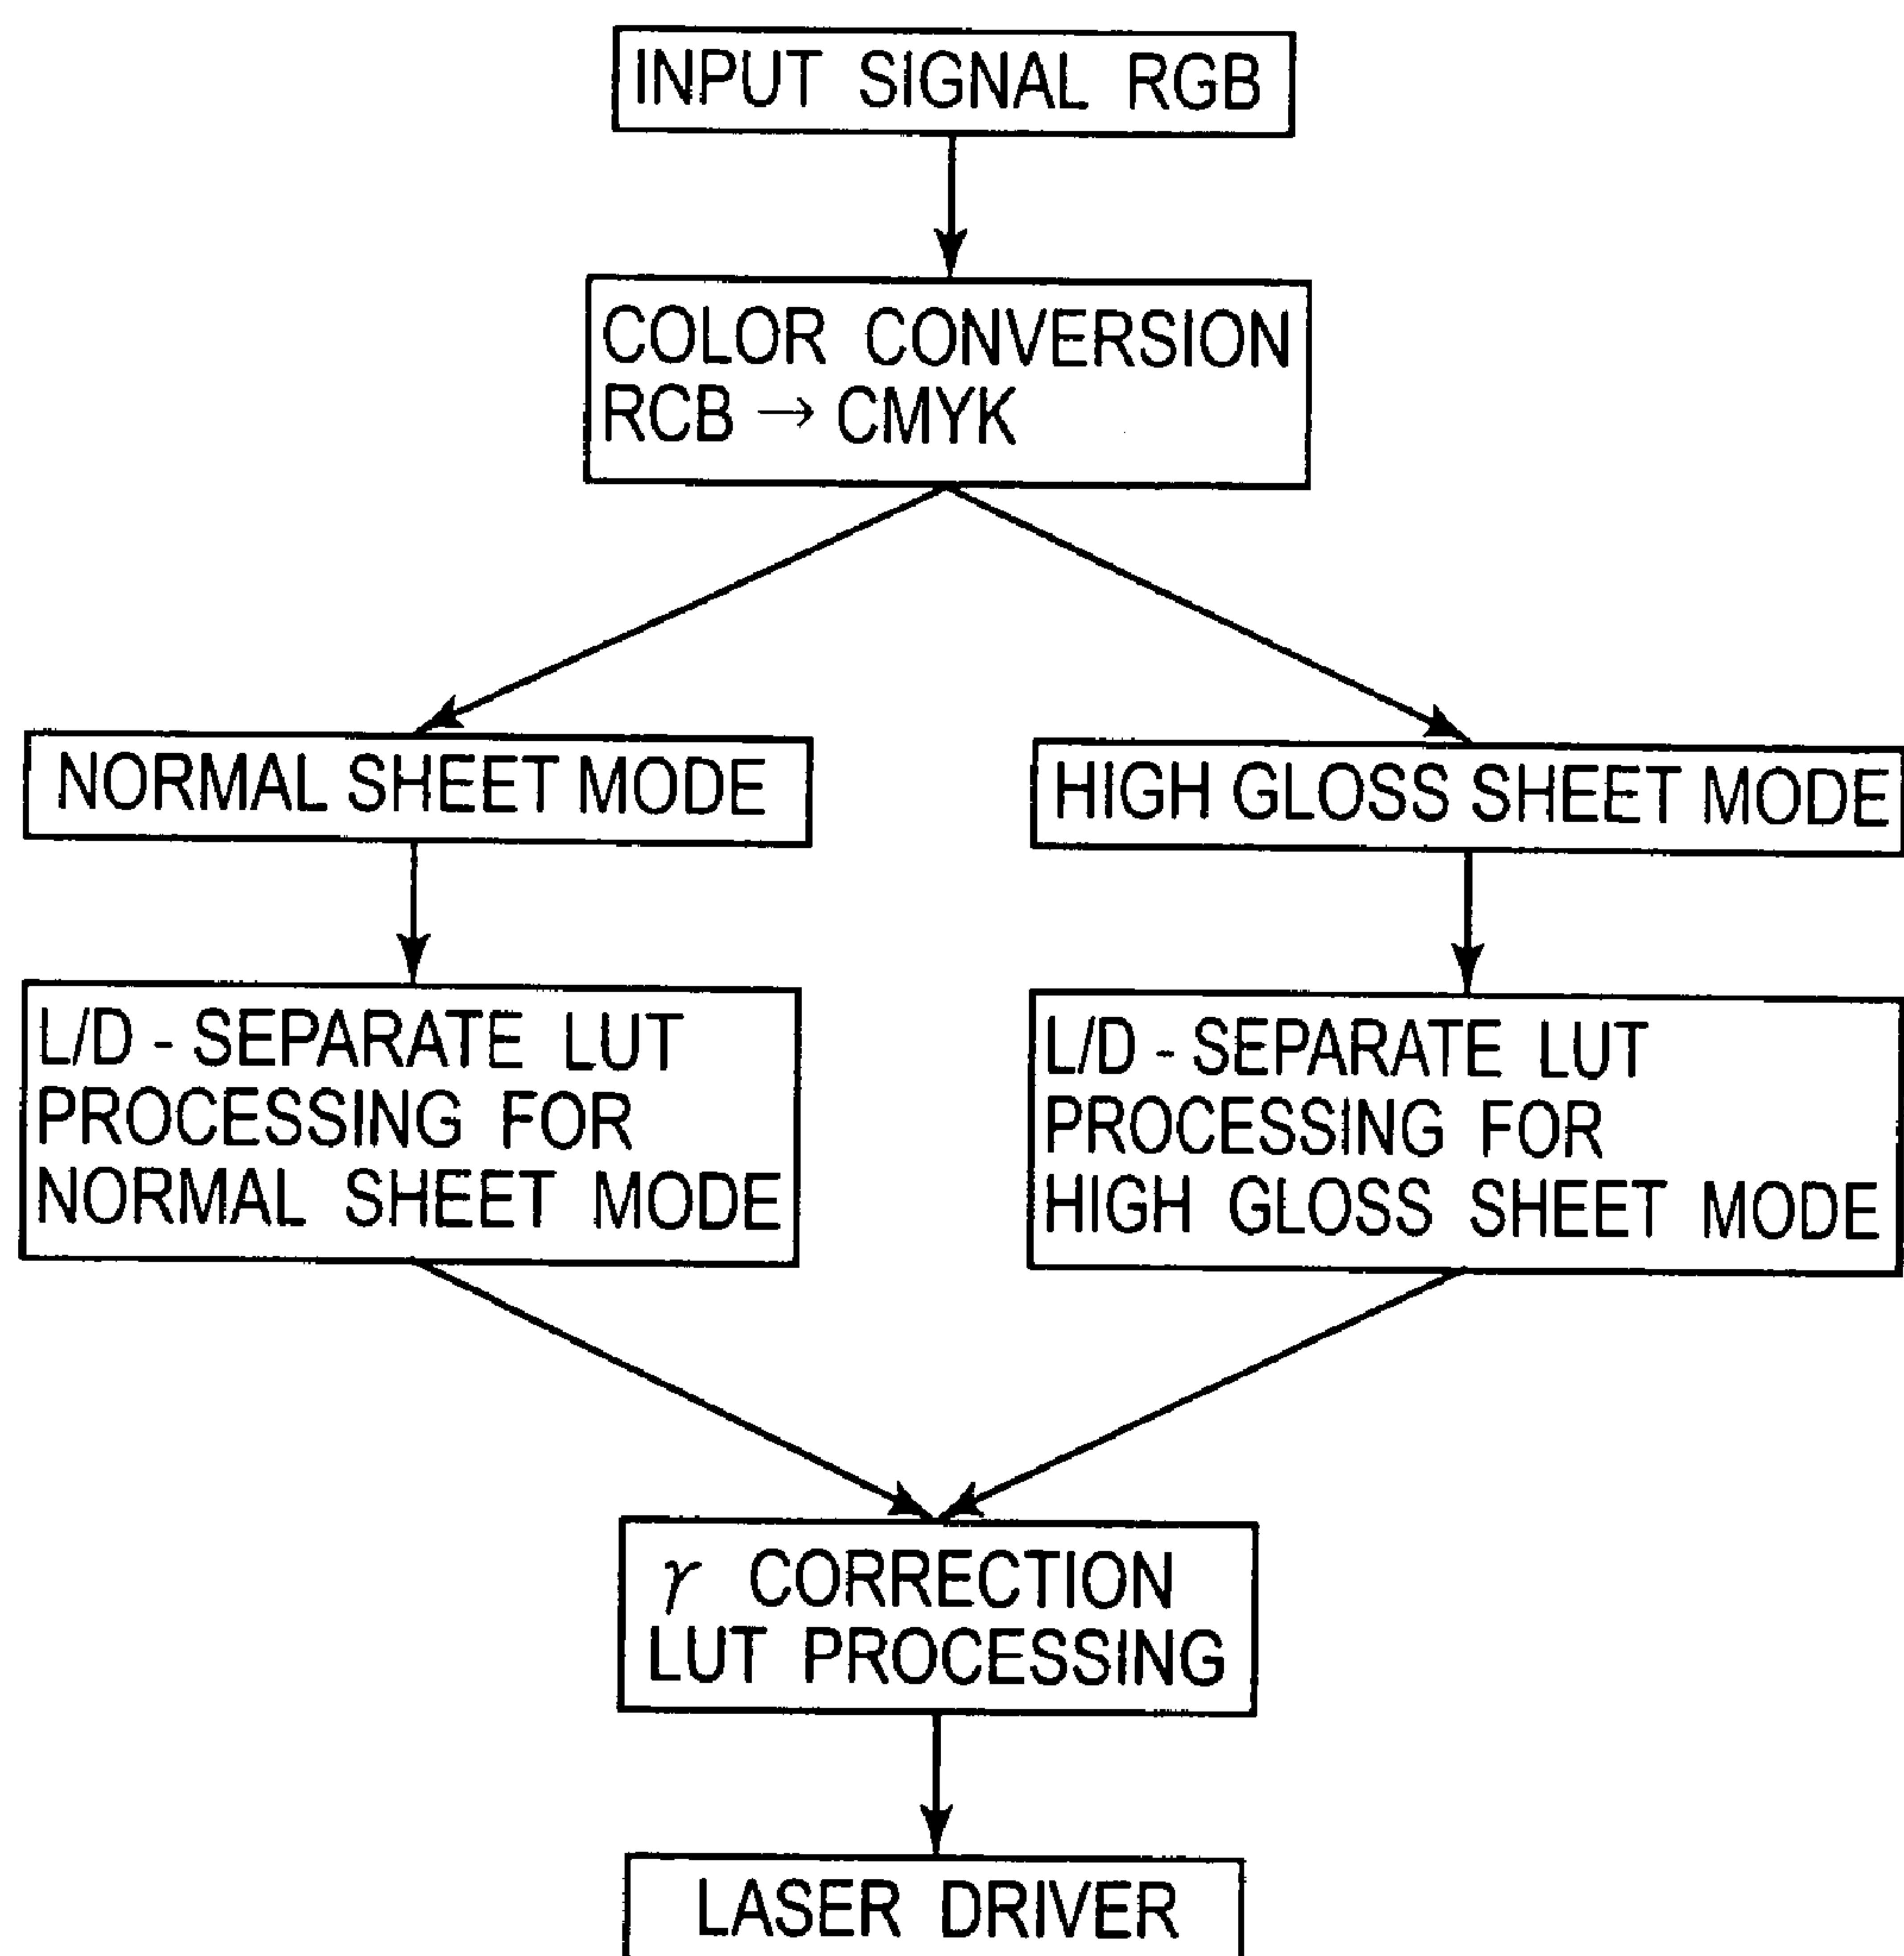 INPUT SIGNAL RGB
COLOR CONVERSION
RCB → CMYK
NORMAL SHEET MODE
HIGH GLOSS SHEET MODE
L/D - SEPARATE LUT
PROCESSING FOR
NORMAL SHEET MODE
L/D - SEPARATE LUT
PROCESSING FOR
HIGH GLOSS SHEET MODE
γ CORRECTION
LUT PROCESSING
LASER DRIVER